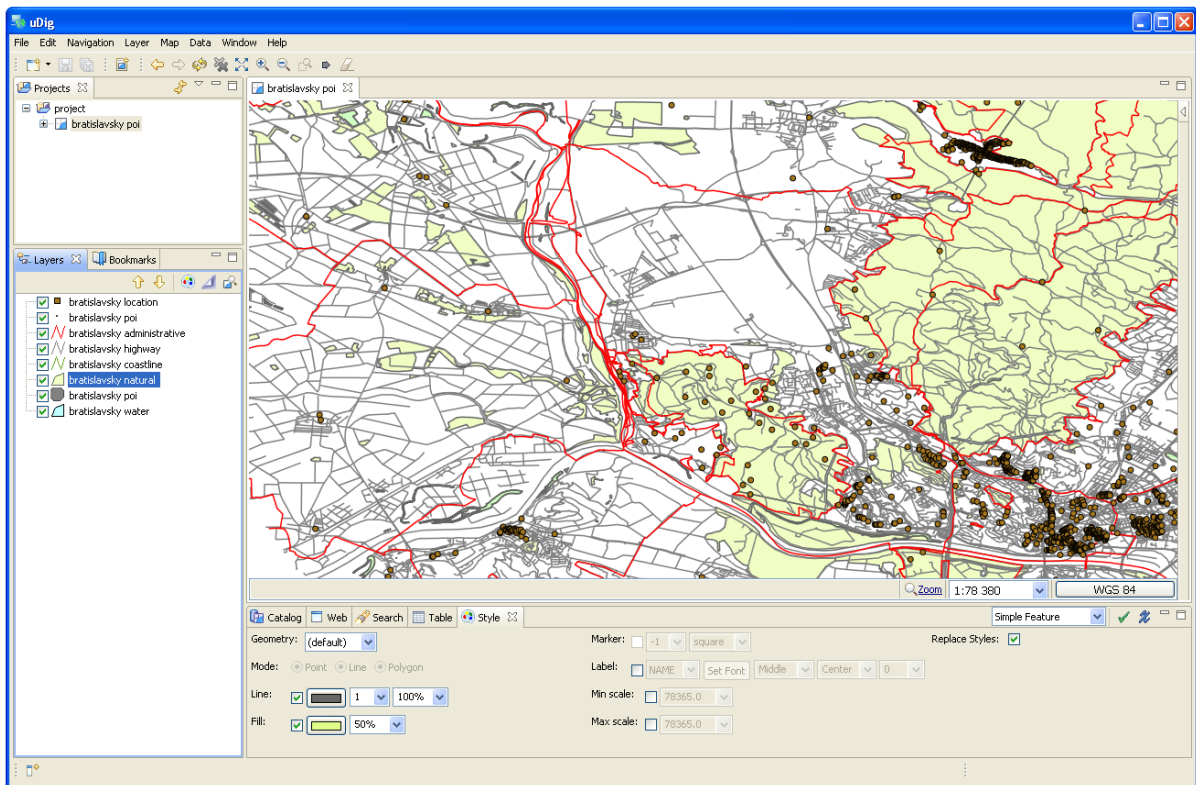 uDig
File Edit Navigation Layer Map Data Window Help
Projects
project
bratislavsky poi
Layers Bookmarks
bratislavsky location
bratislavsky poi
bratislavsky administrative
bratislavsky highway
bratislavsky coastline
bratislavsky natural
bratislavsky poi
bratislavsky water
bratislavsky poi
Zoom 1:78 380 WGS 84
Catalog Web Search Table Style Simple Feature
Geometry: (default) Marker: -1 square Replace Styles:
Mode: Point Line Polygon Label: NAME Set Font Middle Center 0
Line: 1 100% Min scale: 78365.0
Fill: 50% Max scale: 78365.0